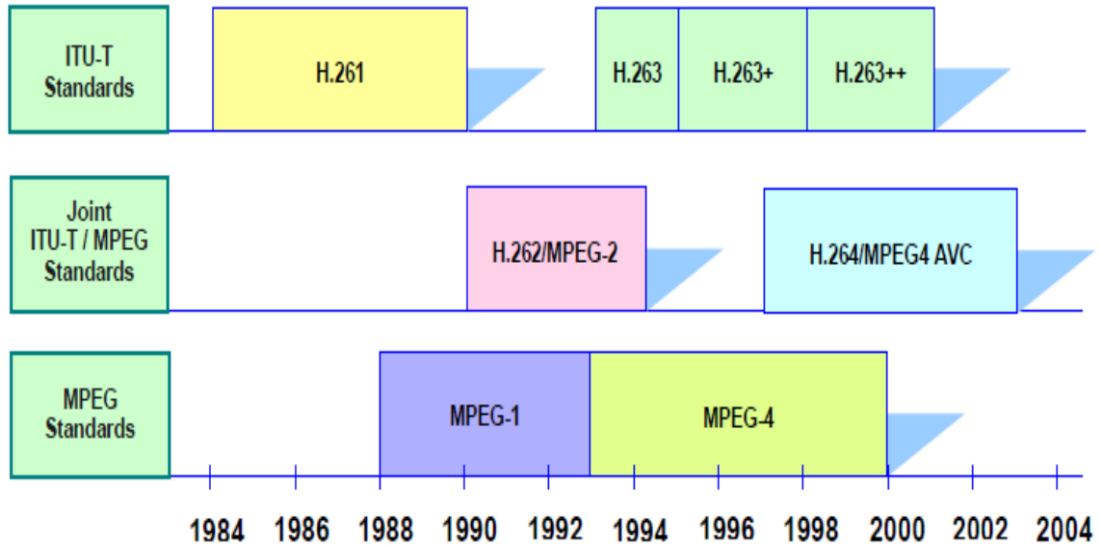 ITU-T
Standards
H.261
H.263
H.263+
H.263++
Joint
ITU-T / MPEG
Standards
H.262/MPEG-2
H.264/MPEG4 AVC
MPEG
Standards
MPEG-1
MPEG-4
1984 1986 1988 1990 1992 1994 1996 1998 2000 2002 2004